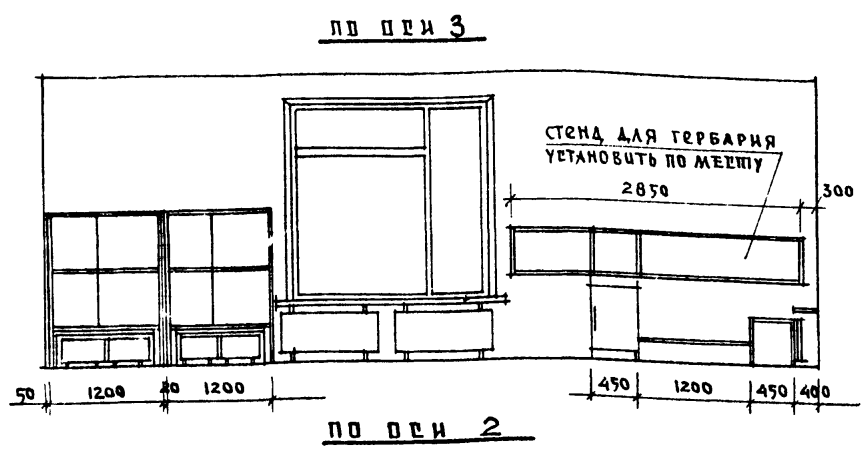 ПО ОСИ 3
СТЕНД ДЛЯ ГЕРБАРИЯ
УСТАНОВИТЬ ПО МЕСТУ
2850 300
50 1200 20 1200 450 1200 450 400
ПО ОСИ 2